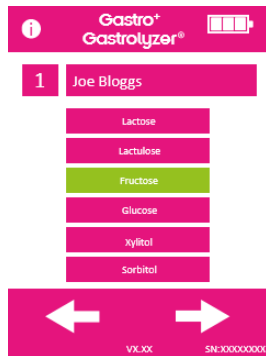 i
Gastro+
Gastrolyzer®
1 Joe Bloggs
Lactose
Lactulose
Fructose
Glucose
Xylitol
Sorbitol
VX.XX SN:XXXXXXXX